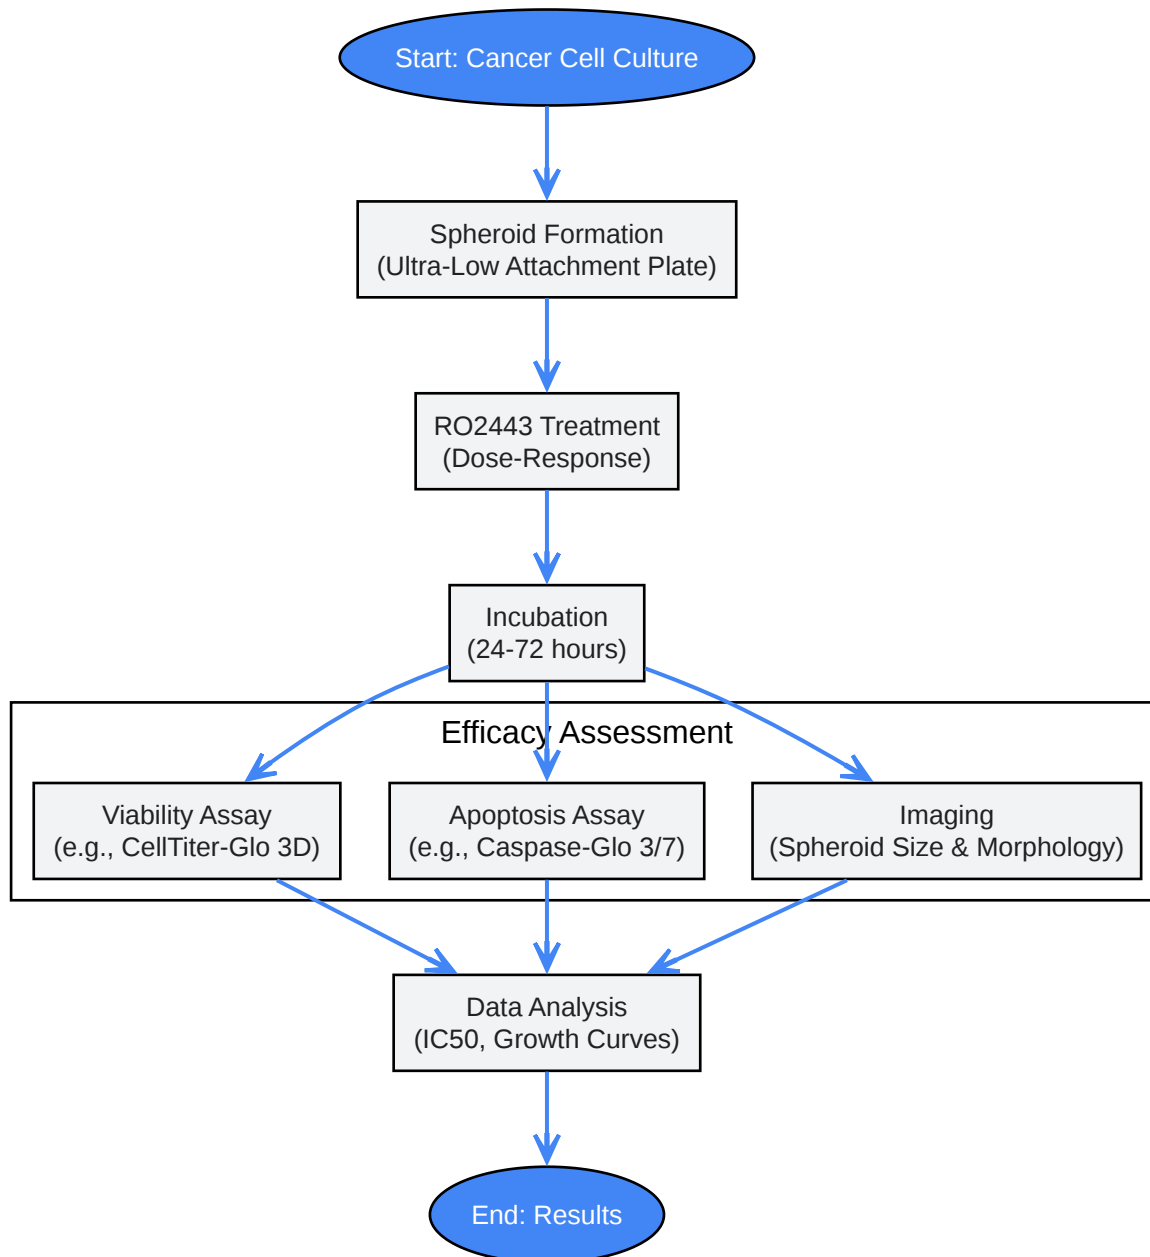 Start: Cancer Cell Culture
Spheroid Formation
(Ultra-Low Attachment Plate)
RO2443 Treatment
(Dose-Response)
Incubation
(24-72 hours)
Efficacy Assessment
Viability Assay
(e.g., CellTiter-Glo 3D)
Apoptosis Assay
(e.g., Caspase-Glo 3/7)
Imaging
(Spheroid Size & Morphology)
Data Analysis
(IC50, Growth Curves)
End: Results